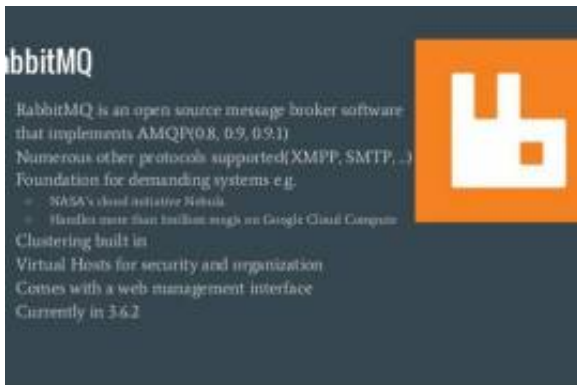 abbitMQ
RabbitMQ is an open source message broker software
that implements AMQP(0.8, 0.9, 0.9.1)
Numerous other protocols supported(XMPP, SMTP, ..)
Foundation for demanding systems e.g.
NASA's cloud initiative Nebula
Handles more than 1million msgs on Google Cloud Compute
Clustering built in
Virtual Hosts for security and organization
Comes with a web management interface
Currently in 3.6.2